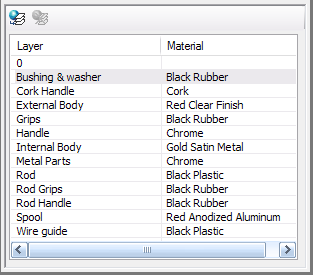 Layer Material
0
Bushing & washer Black Rubber
Cork Handle Cork
External Body Red Clear Finish
Grips Black Rubber
Handle Chrome
Internal Body Gold Satin Metal
Metal Parts Chrome
Rod Black Plastic
Rod Grips Black Rubber
Rod Handle Black Rubber
Spool Red Anodized Aluminum
Wire guide Black Plastic